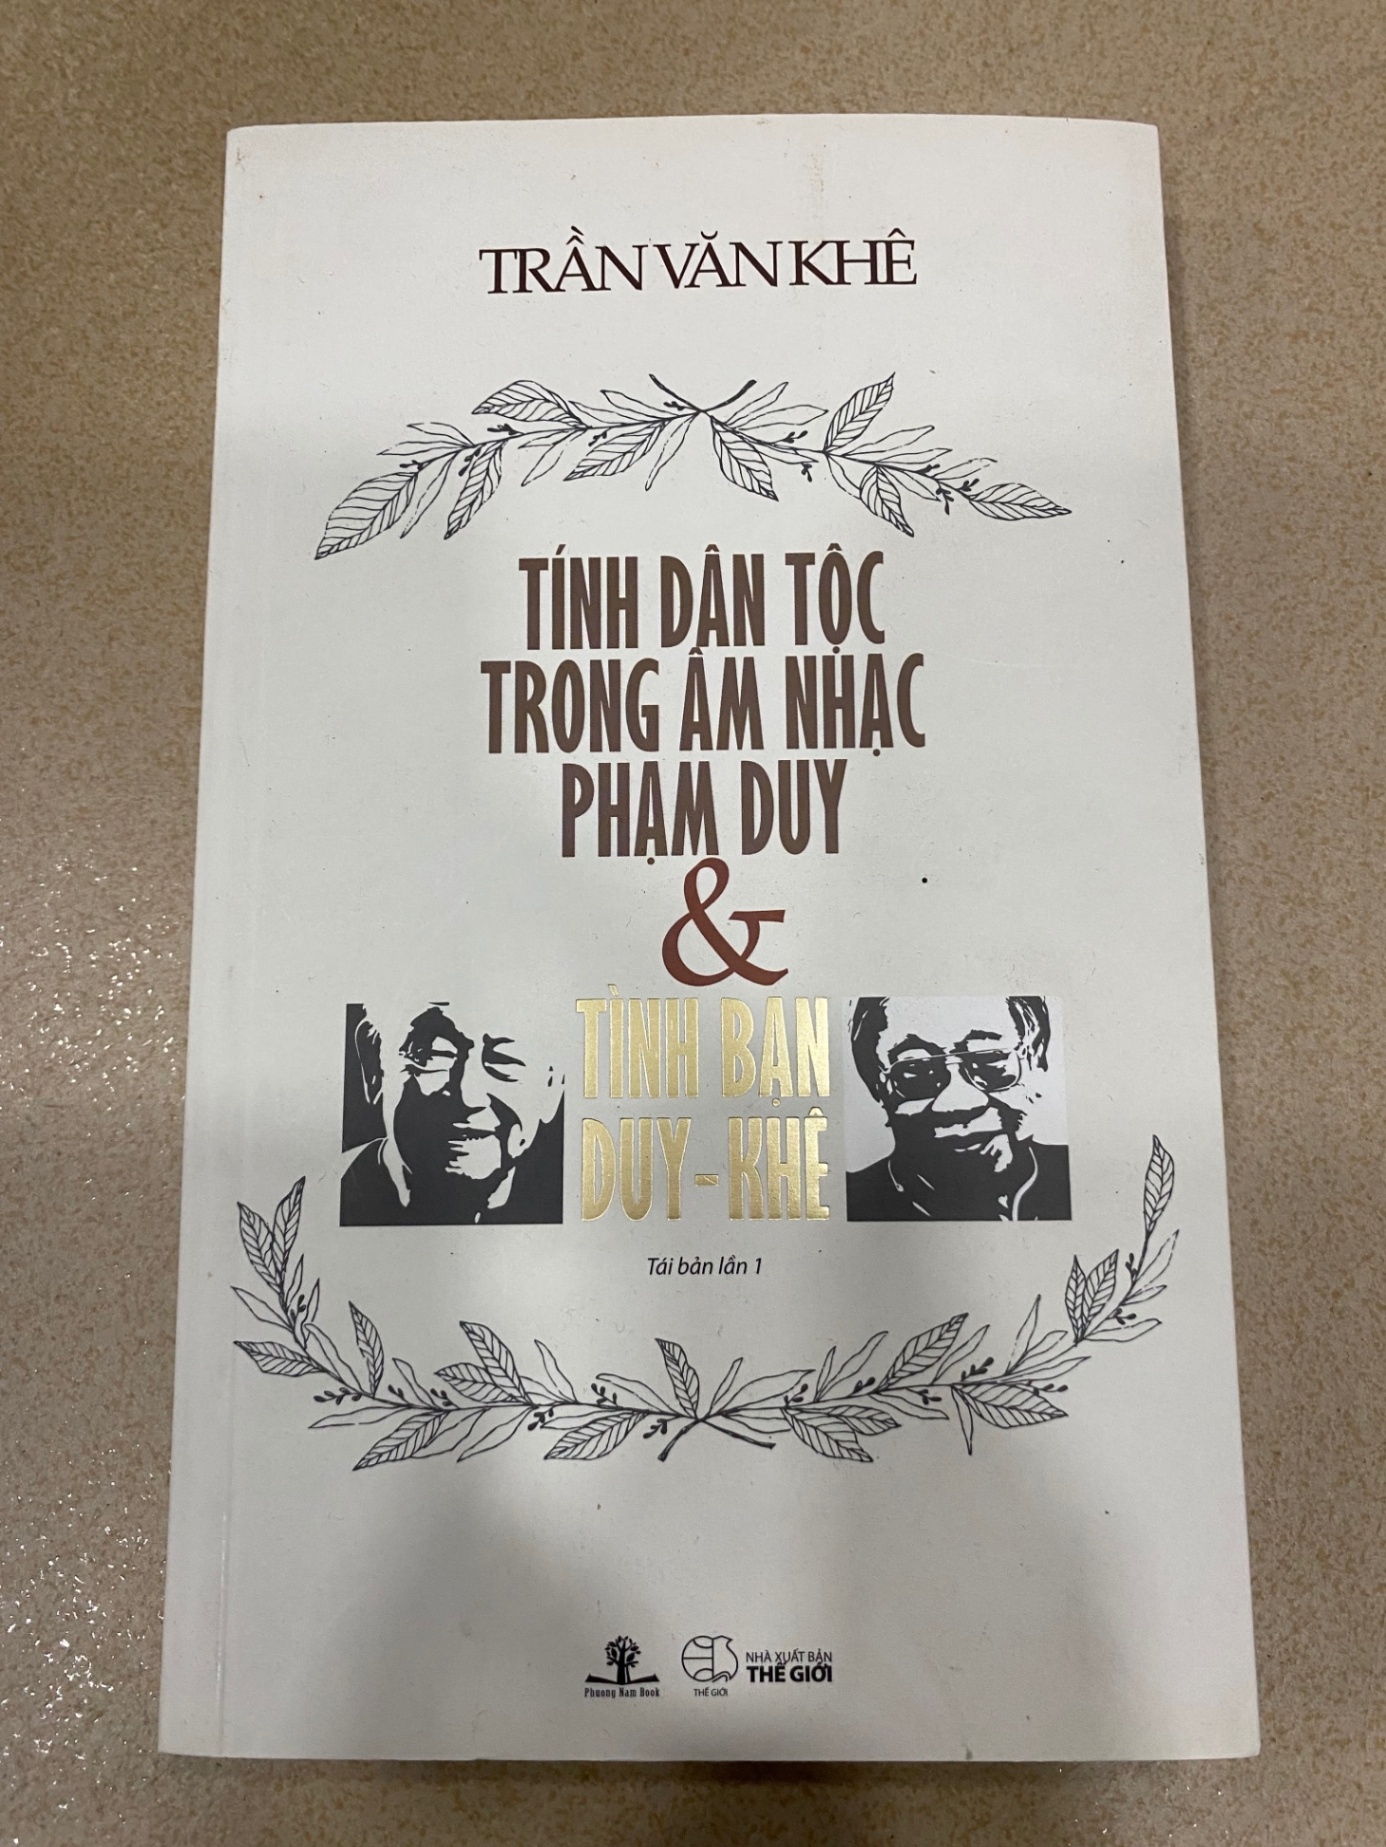 TRẦN VĂN KHÊ
TÍNH DÂN TỘC
TRONG ÂM NHẠC
PHẠM DUY
&
TÌNH BẠN
DUY - KHÊ
Tái bản lần 1
Phuong Nam Book
THẾ GIỚI
NHÀ XUẤT BẢN
THẾ GIỚI